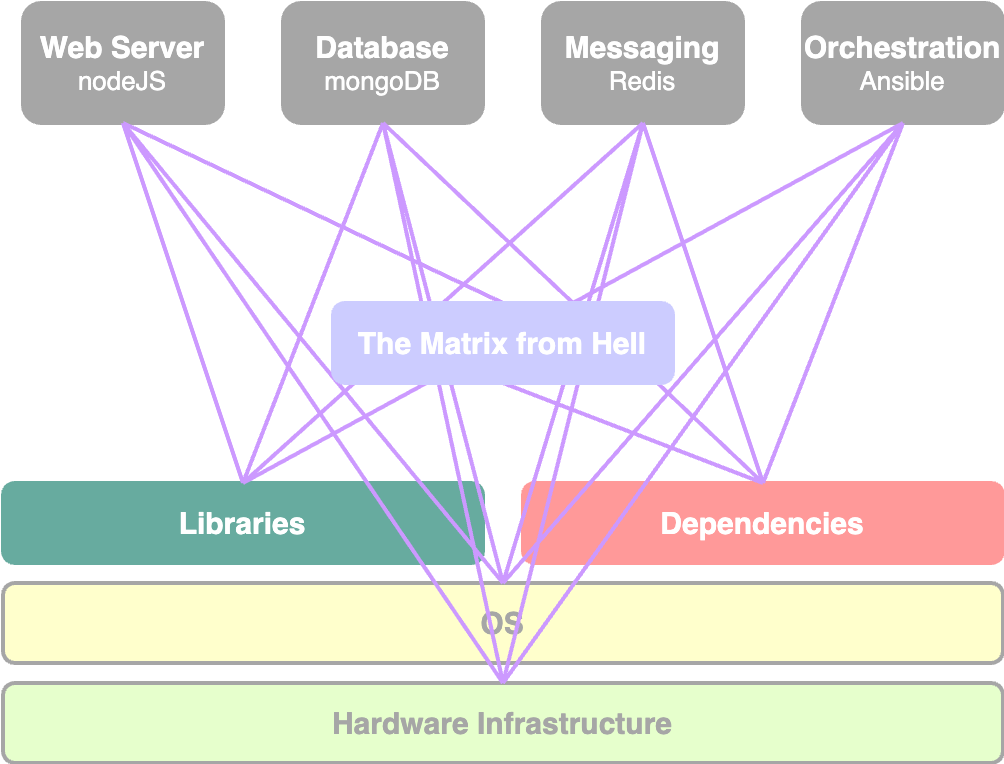 Web Server
nodeJS
Database
mongoDB
Messaging
Redis
Orchestration
Ansible
The Matrix from Hell
Libraries
Dependencies
OS
Hardware Infrastructure